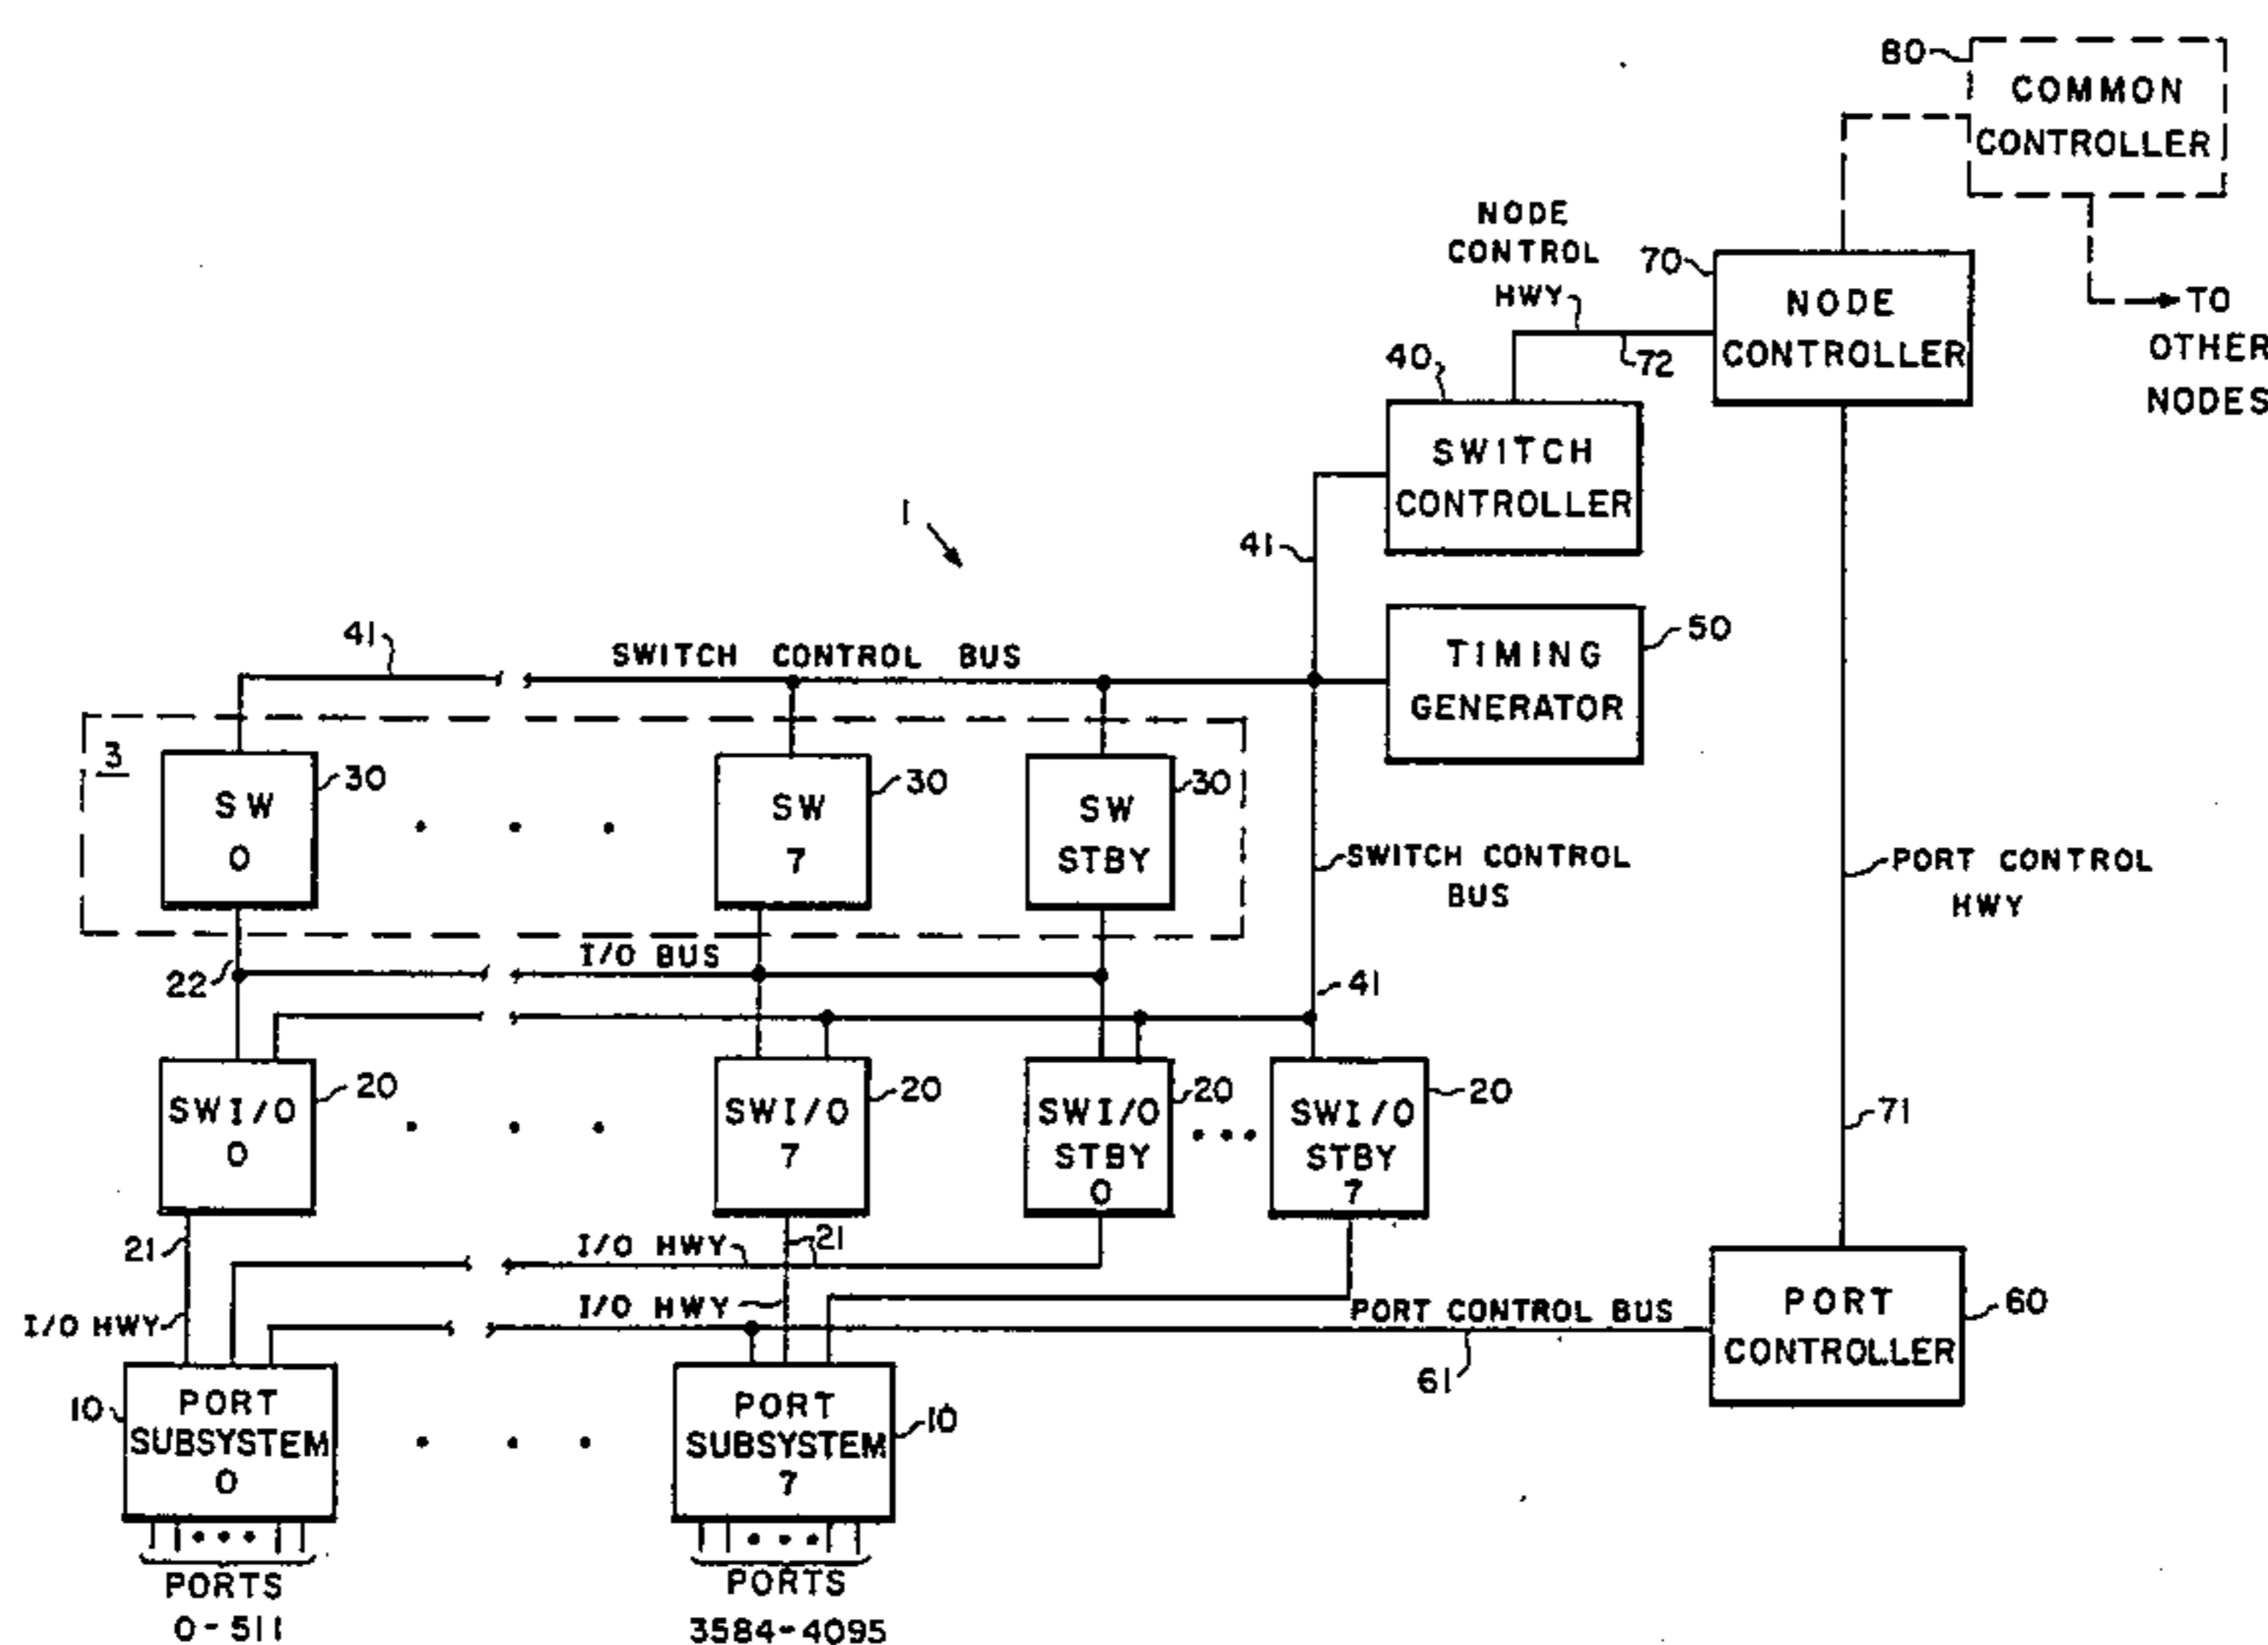 80
COMMON
CONTROLLER
NODE
CONTROL
HWY
70
NODE
CONTROLLER
72
TO
OTHER
NODES
40
SWITCH
CONTROLLER
1
41
41
SWITCH CONTROL BUS
TIMING
GENERATOR
50
3
SW
0
30
SW
7
30
SW
STBY
30
SWITCH CONTROL
BUS
PORT CONTROL
HWY
22
I/O BUS
41
SWI/O
0
20
SWI/O
7
20
SWI/O
STBY
0
20
SWI/O
STBY
7
20
71
21
I/O HWY
21
I/O HWY
I/O HWY
PORT CONTROL BUS
61
PORT
CONTROLLER
60
10
PORT
SUBSYSTEM
0
PORT
SUBSYSTEM
7
10
PORTS
0-511
PORTS
3584-4095